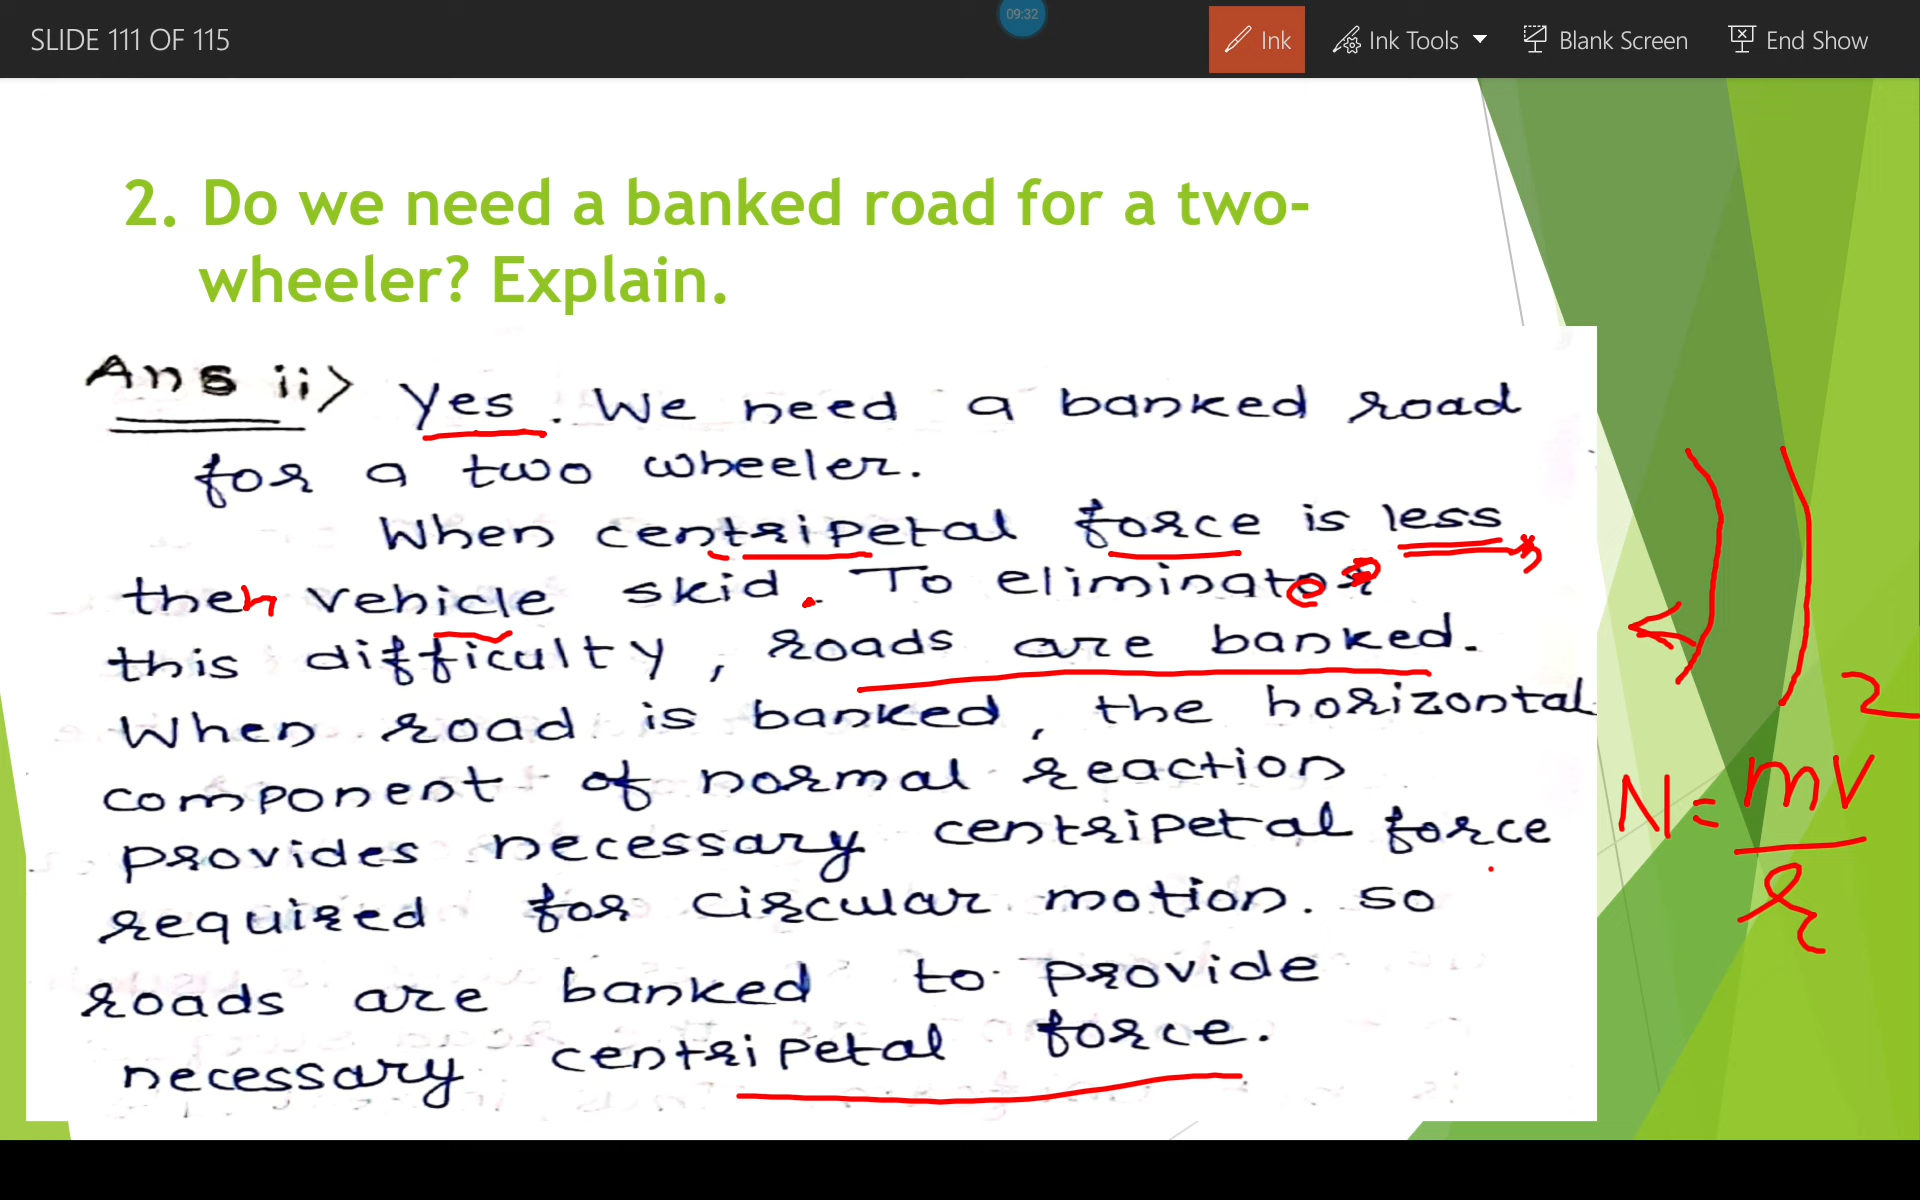 SLIDE 111 OF 115
09:32
Ink
Ink Tools
Blank Screen
End Show
2. Do we need a banked road for a two-
wheeler? Explain.
Ans ii> Yes. We need a banked road
for a two wheeler.
When centripetal force is less
then vehicle skid. To eliminate
this difficulty, roads are banked.
When road is banked, the horizontal
component of normal reaction
provides necessary centripetal force
required for circular motion. so
roads are banked to provide
necessary centripetal force.
N = mv²/r